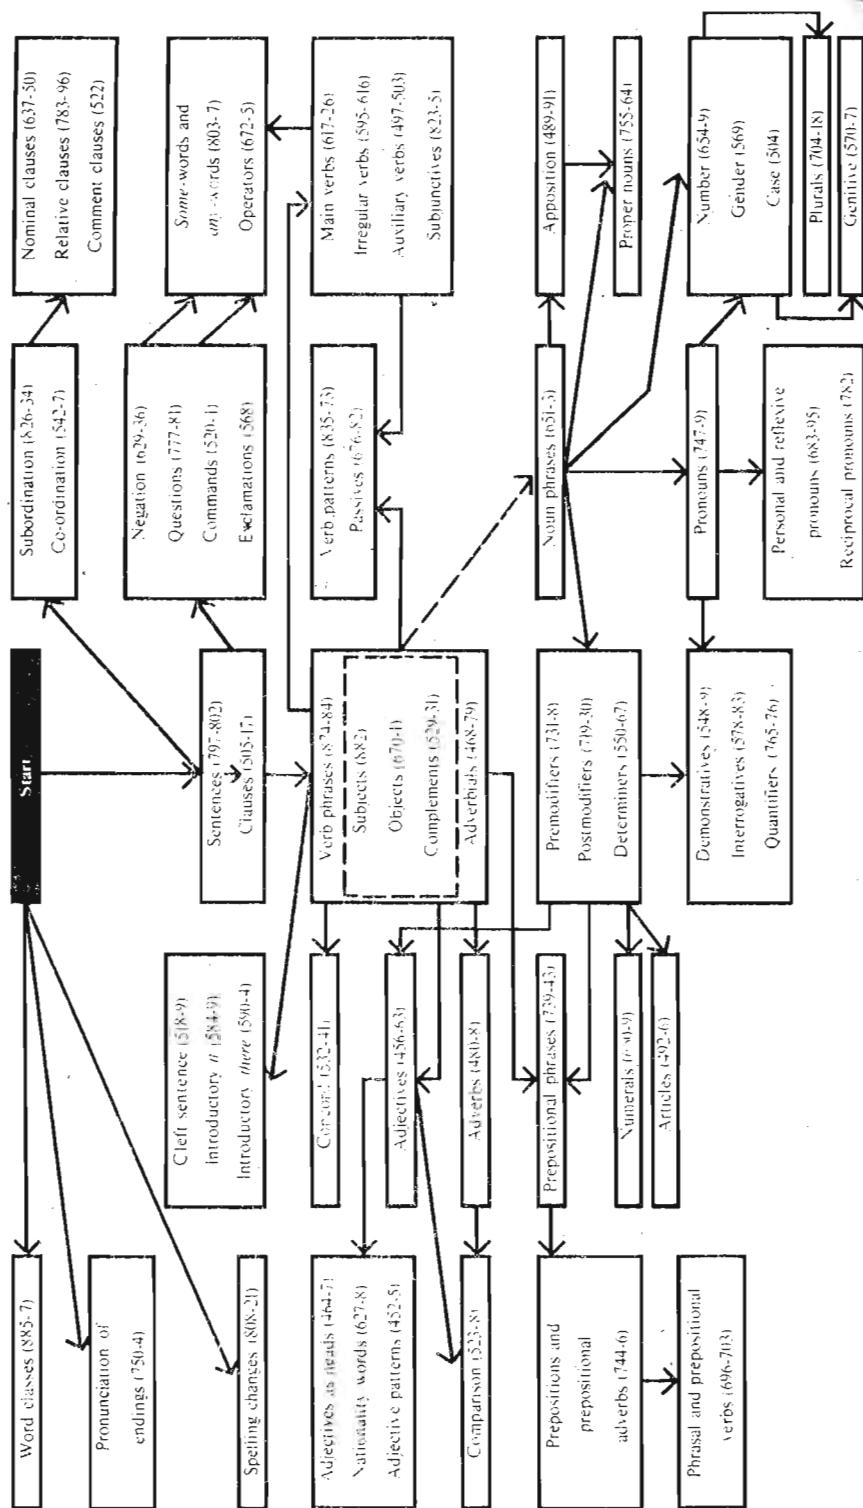 Start
Word classes (885-7)
Pronunciation of
endings (750-4)
Spelling changes (808-21)
Sentences (797-802)
Clauses (505-17)
Subordination (826-34)
Co-ordination (542-7)
Nominal clauses (637-50)
Relative clauses (783-96)
Comment clauses (522)
Negation (629-36)
Questions (777-81)
Commands (520-1)
Exclamations (568)
Some-words and
any-words (803-7)
Operators (672-5)
Cleft sentence (518-9)
Introductory it (584-9)
Introductory there (590-4)
Verb phrases (874-84)
Subjects (882)
Objects (670-1)
Complements (529-31)
Adverbials (468-79)
Verb patterns (835-73)
Passives (676-82)
Main verbs (617-26)
Irregular verbs (595-616)
Auxiliary verbs (497-503)
Subjunctives (823-5)
Concord (532-41)
Adjectives (456-63)
Adverbs (480-8)
Adjectives as heads (464-7)
Nationality words (627-8)
Adjective patterns (452-5)
Comparison (523-8)
Prepositional phrases (739-43)
Prepositions and
prepositional
adverbs (744-6)
Phrasal and prepositional
verbs (696-703)
Premodifiers (731-8)
Postmodifiers (719-30)
Determiners (550-67)
Numerals
Articles (492-6)
Demonstratives (548-9)
Interrogatives (578-83)
Quantifiers (765-76)
Noun phrases (651-3)
Apposition (489-91)
Proper nouns (755-64)
Pronouns (747-9)
Personal and reflexive
pronouns (683-95)
Reciprocal pronouns (782)
Number (654-9)
Gender (569)
Case (504)
Plurals (704-18)
Genitive (570-7)